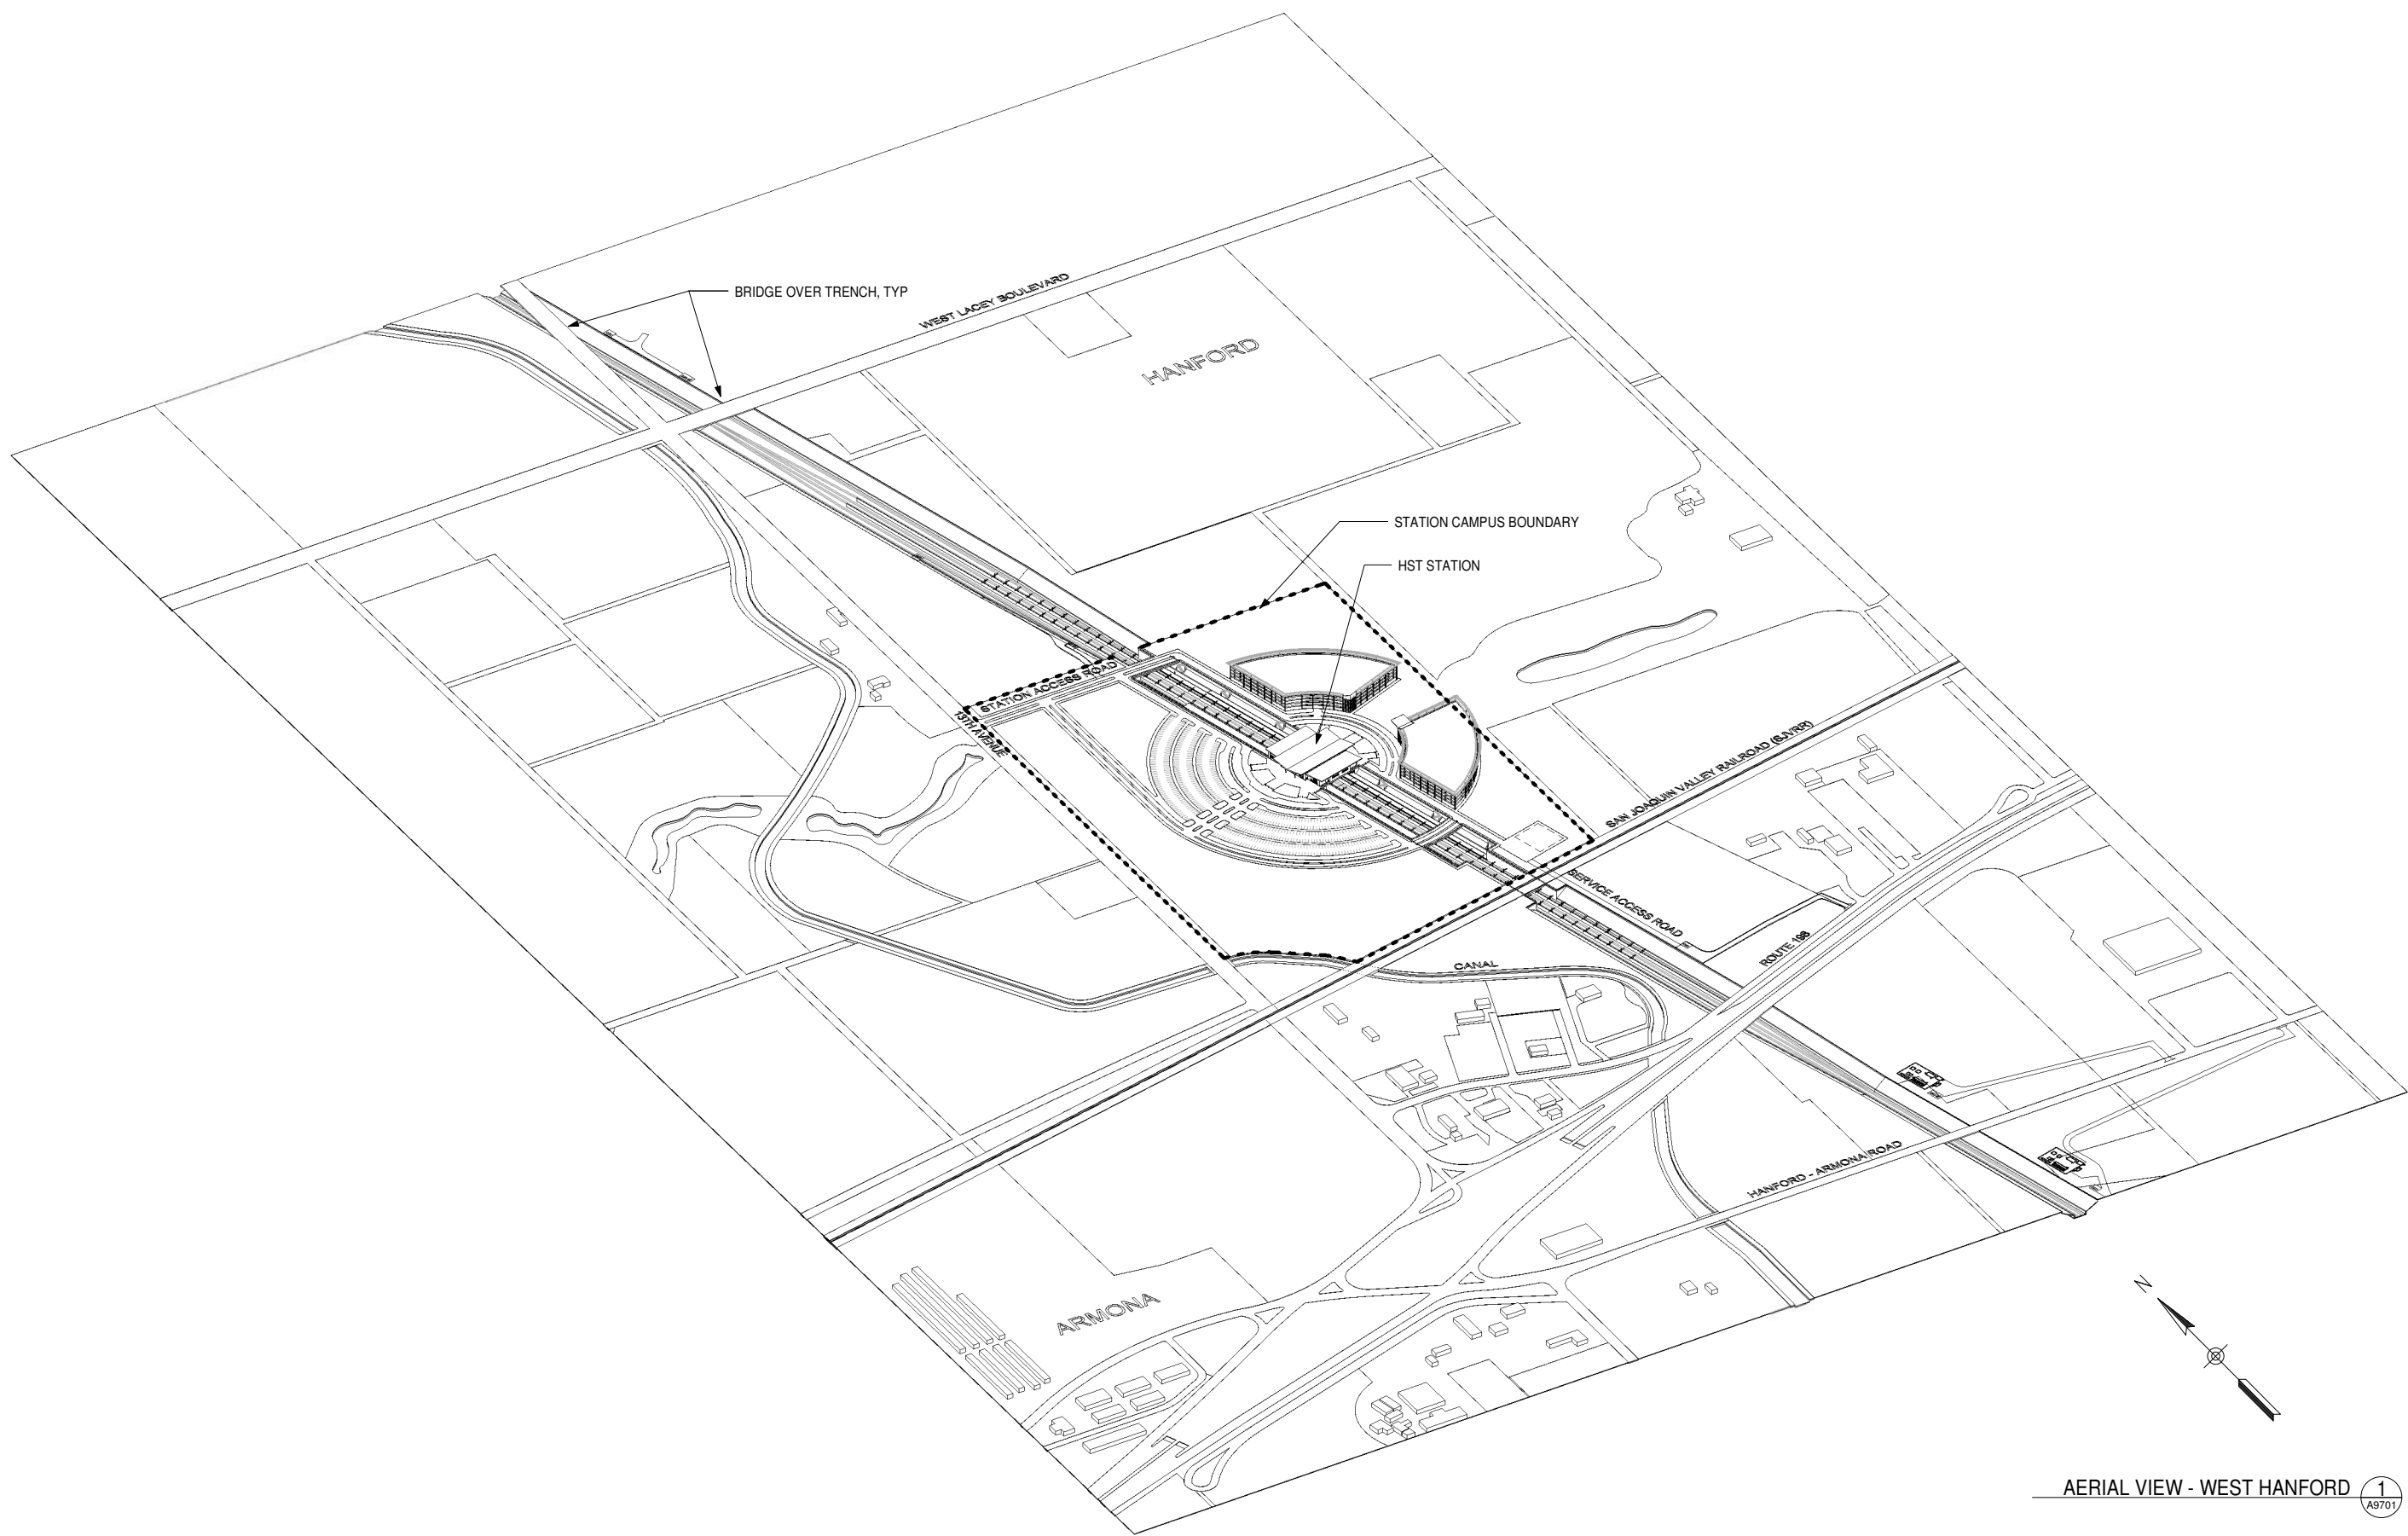 BRIDGE OVER TRENCH, TYP
WEST LACEY BOULEVARD
HANFORD
STATION CAMPUS BOUNDARY
HST STATION
STATION ACCESS ROAD
13TH AVENUE
SAN JOAQUIN VALLEY RAILROAD (SJVRR)
SERVICE ACCESS ROAD
ROUTE 198
CANAL
HANFORD - ARMONA ROAD
ARMONA
N
AERIAL VIEW - WEST HANFORD
1
A9701